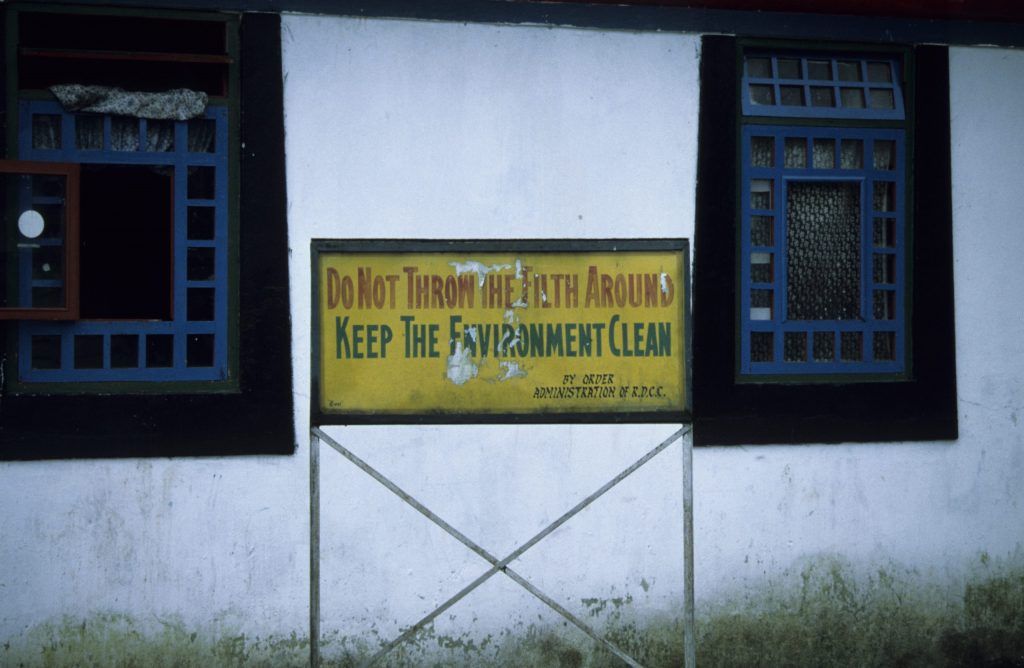 Do Not Throw The Filth Around
Keep The Environment Clean
BY ORDER
ADMINISTRATION OF R.D.C.R.